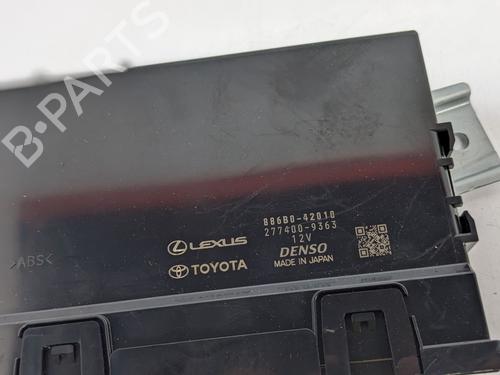 B-PARTS
886B0-42010
277400-9363
12V
LEXUS
DENSO
TOYOTA
MADE IN JAPAN
>ABS<